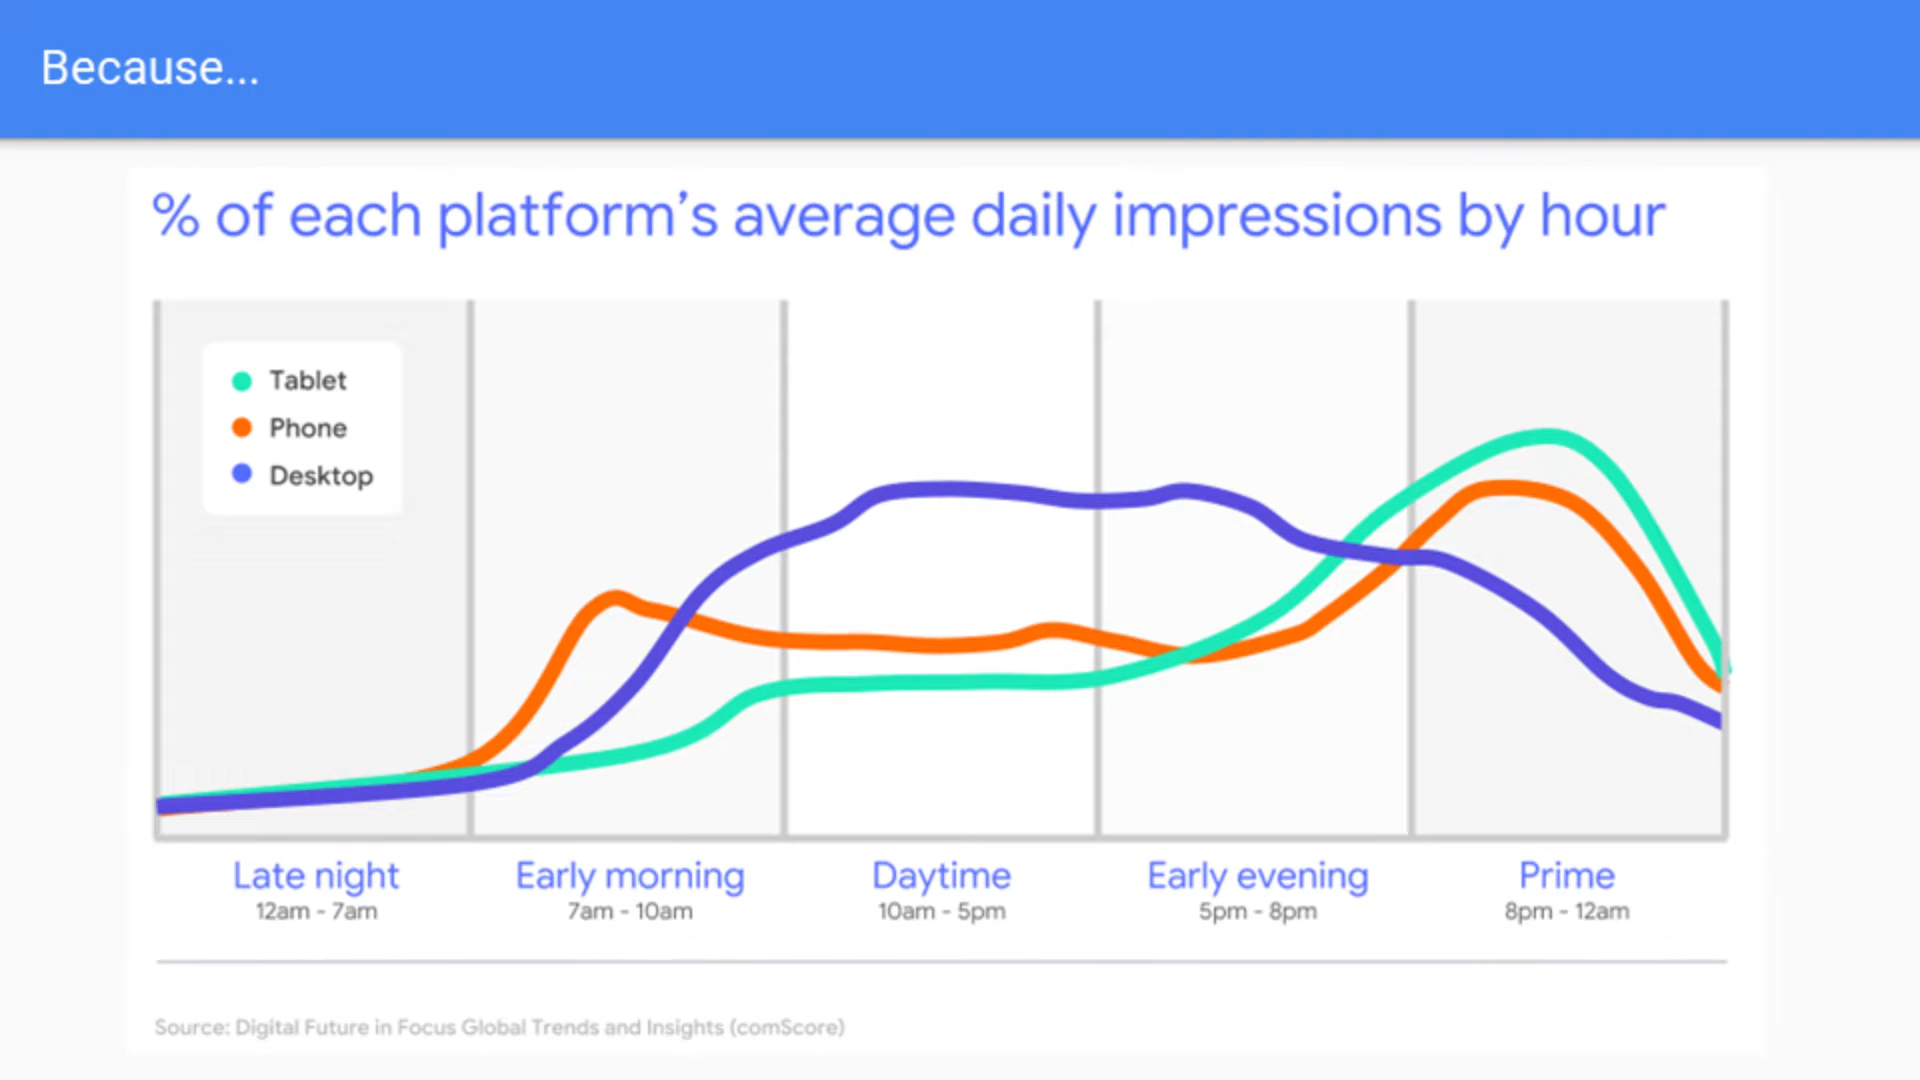 Because...
% of each platform’s average daily impressions by hour
Tablet
Phone
Desktop
Late night
12am - 7am
Early morning
7am - 10am
Daytime
10am - 5pm
Early evening
5pm - 8pm
Prime
8pm - 12am
Source: Digital Future in Focus Global Trends and Insights (comScore)